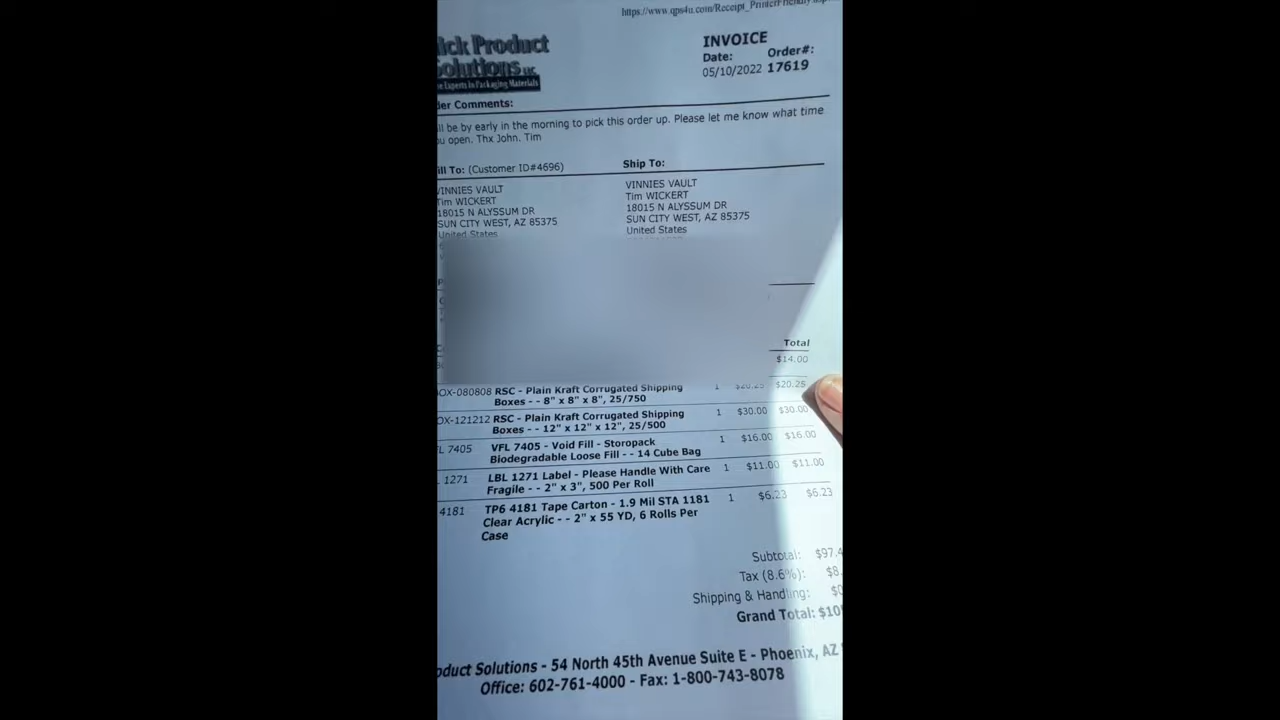 https://www.qps4u.com/Receipt_PrinterFriendly
ick Product
Solutions LLC
e Experts in Packaging Materials
INVOICE
Date: Order#:
05/10/2022 17619
der Comments:
ll be by early in the morning to pick this order up. Please let me know what time
ou open. Thx John. Tim
ill To: (Customer ID#4696) Ship To:
VINNIES VAULT VINNIES VAULT
Tim WICKERT Tim WICKERT
18015 N ALYSSUM DR 18015 N ALYSSUM DR
SUN CITY WEST, AZ 85375 SUN CITY WEST, AZ 85375
United States United States
Total
$14.00
OX-080808 RSC - Plain Kraft Corrugated Shipping 1 $20.25 $20.25
Boxes - - 8" x 8" x 8", 25/750
OX-121212 RSC - Plain Kraft Corrugated Shipping 1 $30.00 $30.00
Boxes - - 12" x 12" x 12", 25/500
L 7405 VFL 7405 - Void Fill - Storopack 1 $16.00 $16.00
Biodegradable Loose Fill - - 14 Cube Bag
1271 LBL 1271 Label - Please Handle With Care 1 $11.00 $11.00
Fragile - - 2" x 3", 500 Per Roll
4181 TP6 4181 Tape Carton - 1.9 Mil STA 1181 1 $6.23 $6.23
Clear Acrylic - - 2" x 55 YD, 6 Rolls Per
Case
Subtotal: $97.4
Tax (8.6%): $8.
Shipping & Handling: $0
Grand Total: $10
oduct Solutions - 54 North 45th Avenue Suite E - Phoenix, AZ
Office: 602-761-4000 - Fax: 1-800-743-8078